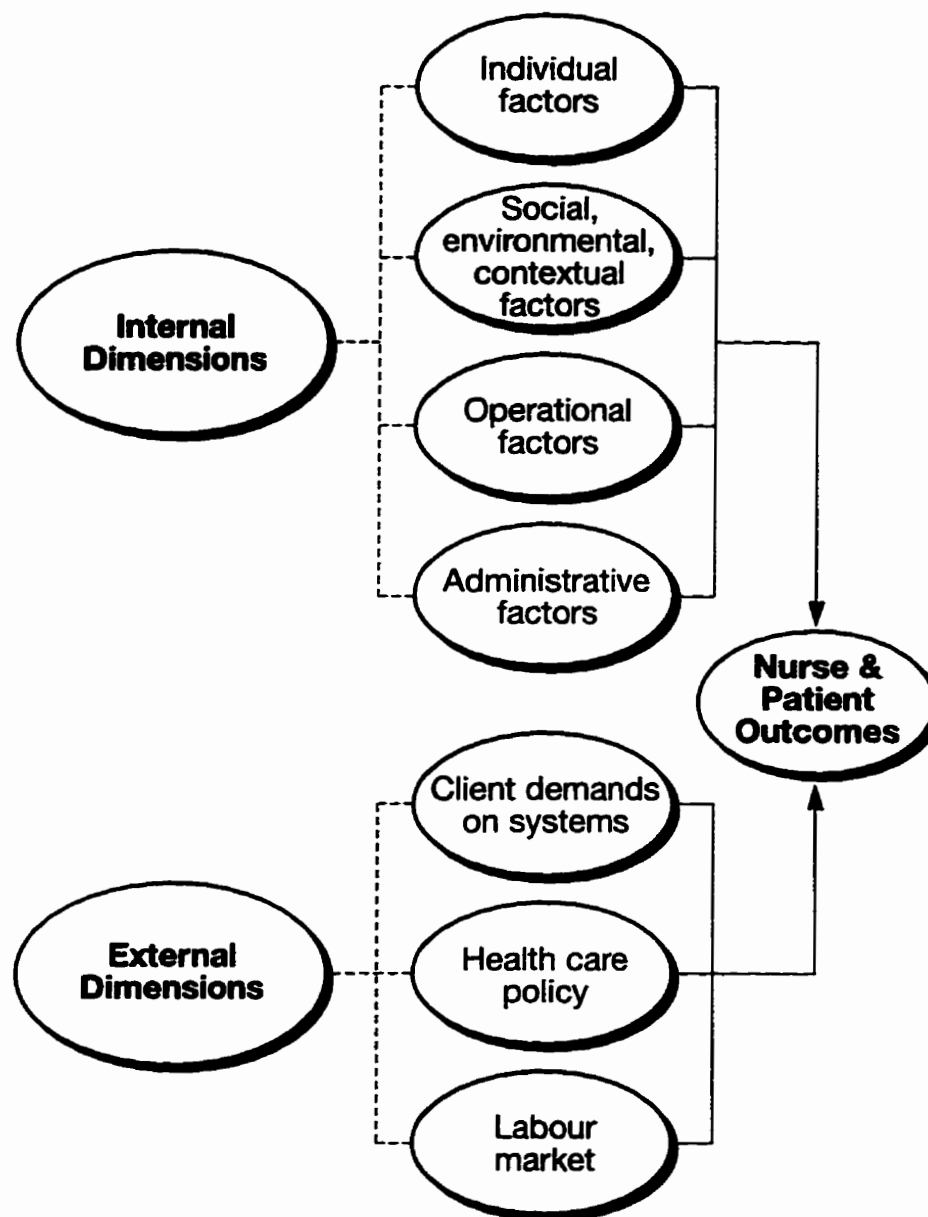 Individual
factors
Social,
environmental,
contextual
factors
Internal
Dimensions
Operational
factors
Administrative
factors
Nurse &
Patient
Outcomes
Client demands
on systems
External
Dimensions
Health care
policy
Labour
market